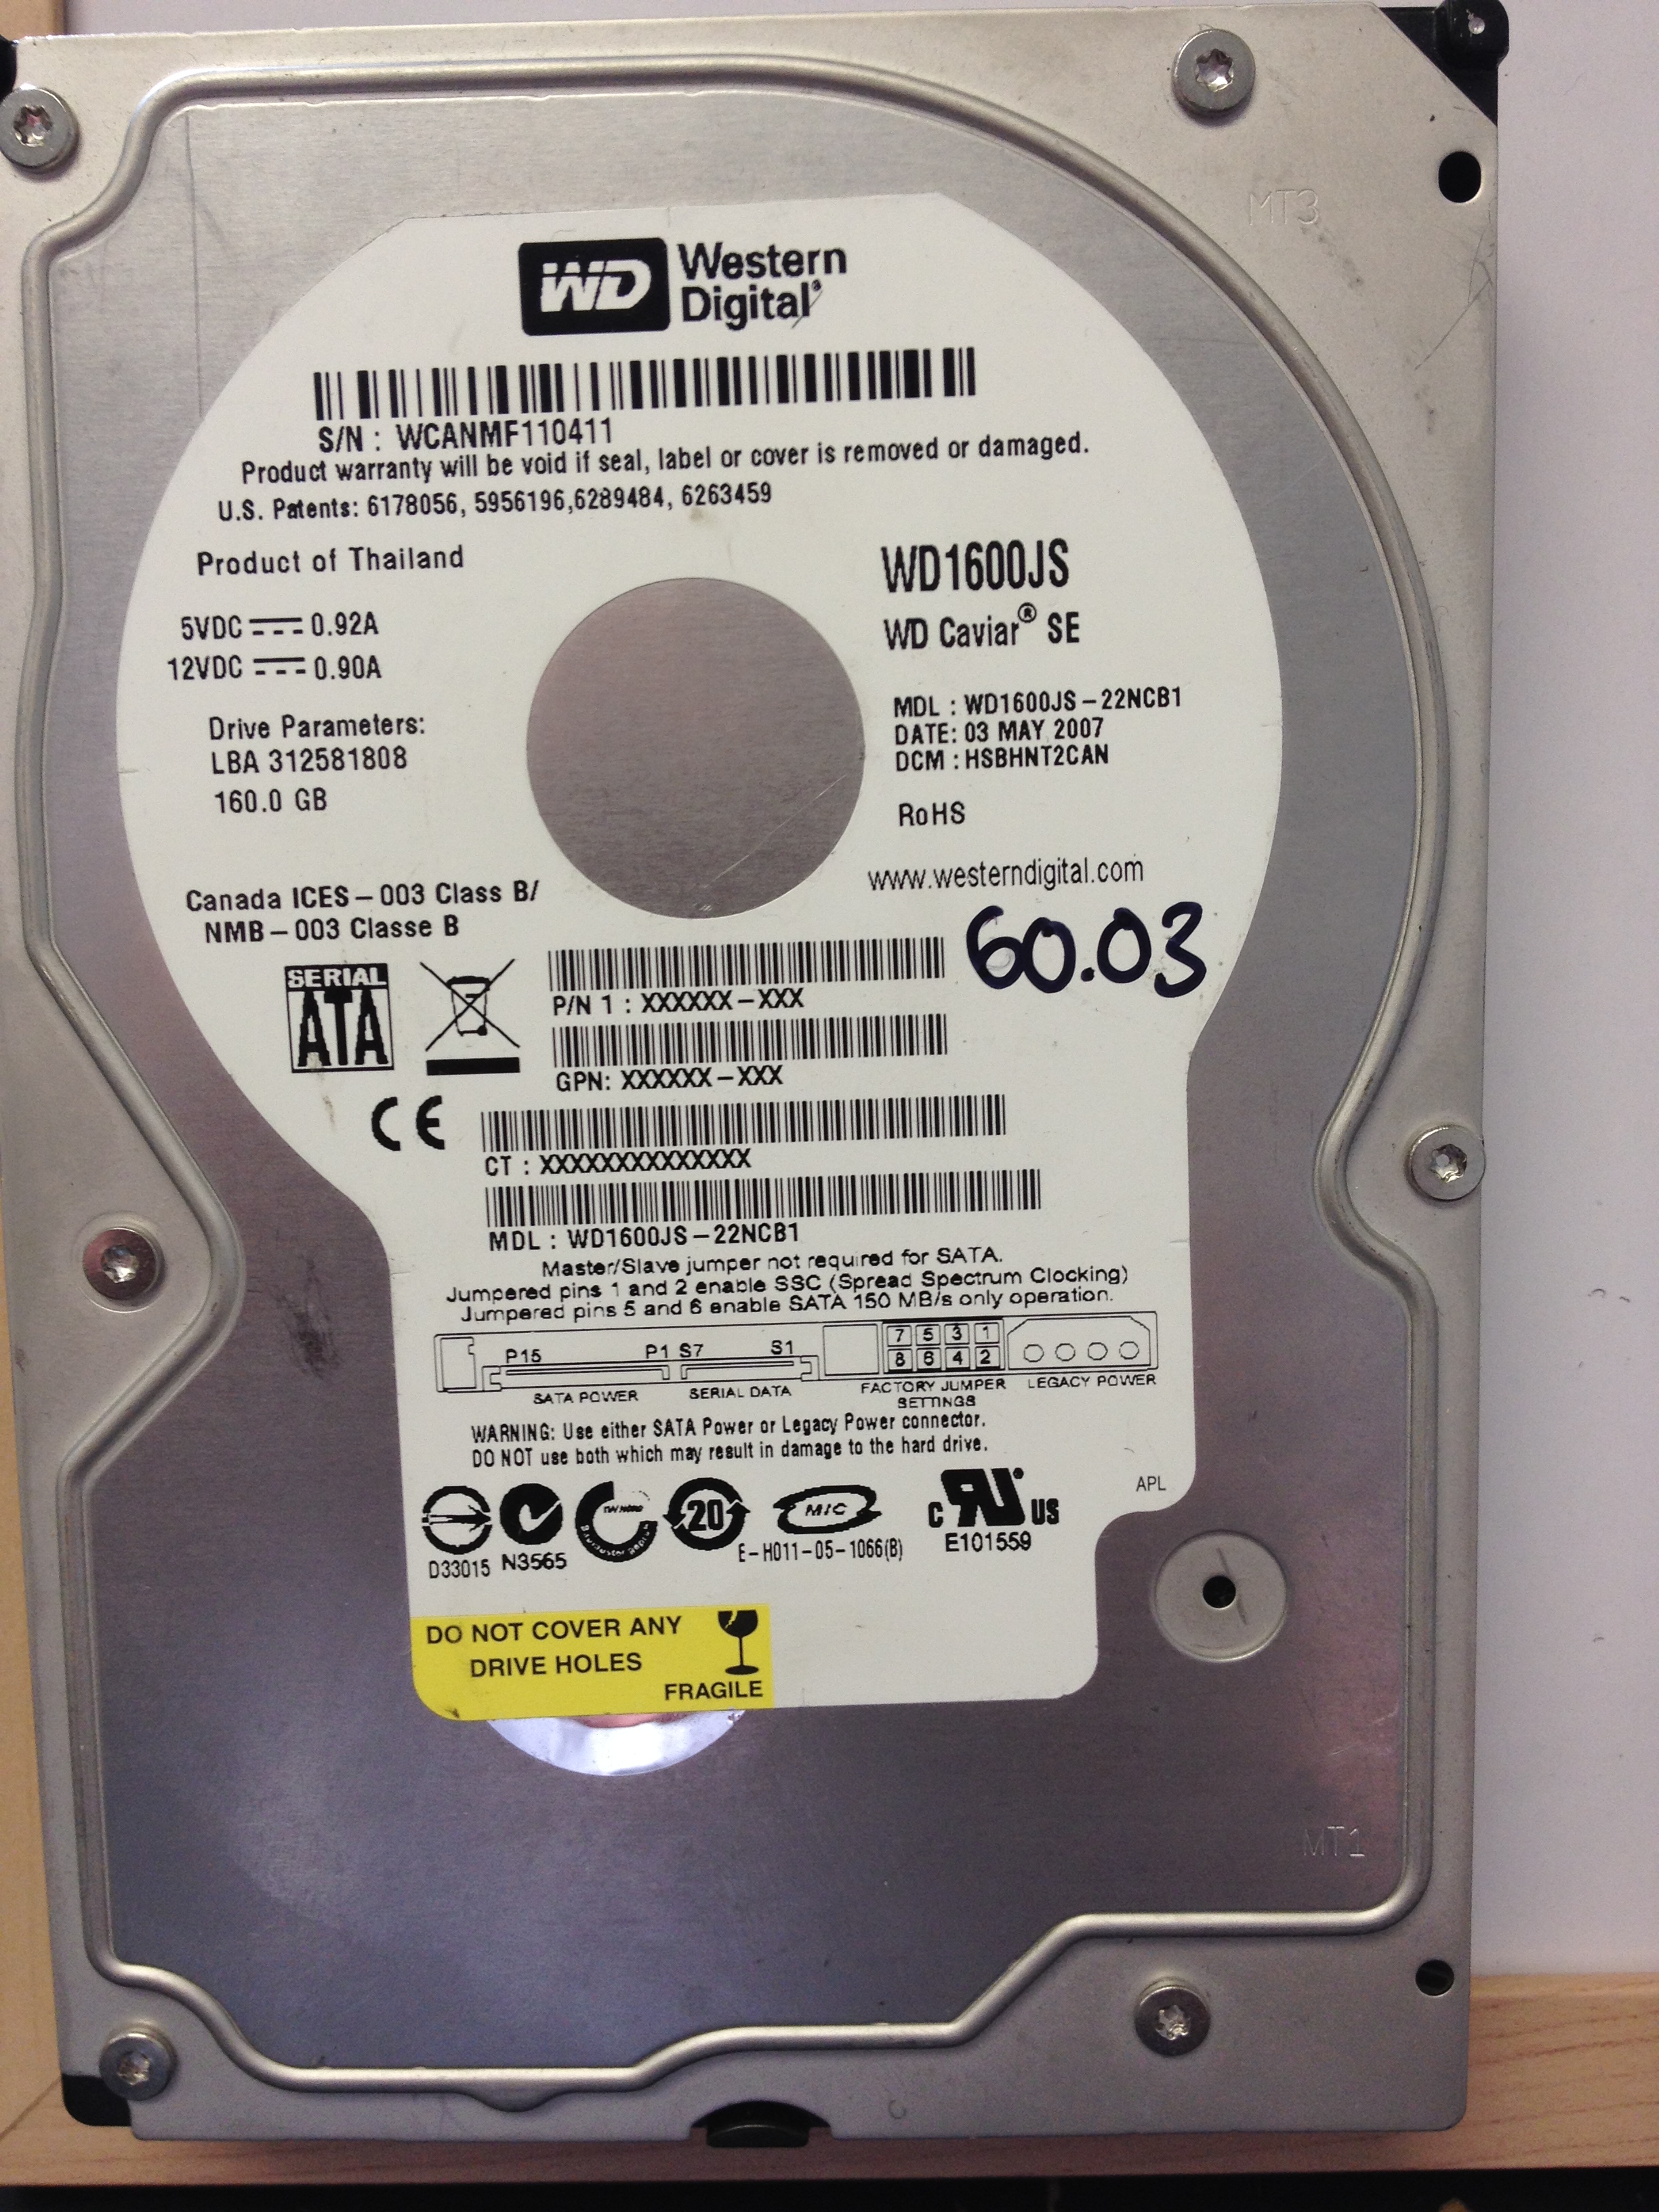 WD Western
Digital®
S/N : WCANMF110411
Product warranty will be void if seal, label or cover is removed or damaged.
U.S. Patents: 6178056, 5956196,6289484, 6263459
Product of Thailand
WD1600JS
WD Caviar® SE
5VDC 0.92A
12VDC 0.90A
MDL : WD1600JS-22NCB1
DATE: 03 MAY 2007
DCM : HSBHNT2CAN
Drive Parameters:
LBA 312581808
160.0 GB
RoHS
www.westerndigital.com
Canada ICES-003 Class B/
NMB-003 Classe B
60.03
SERIAL
ATA
P/N 1 : XXXXXX-XXX
GPN: XXXXXX-XXX
CE
CT : XXXXXXXXXXXXXX
MDL : WD1600JS-22NCB1
Master/Slave jumper not required for SATA.
Jumpered pins 1 and 2 enable SSC (Spread Spectrum Clocking)
Jumpered pins 5 and 6 enable SATA 150 MB/s only operation.
P15 P1 S7 S1
7 5 3 1
8 6 4 2
SATA POWER SERIAL DATA FACTORY JUMPER LEGACY POWER
SETTINGS
WARNING: Use either SATA Power or Legacy Power connector.
DO NOT use both which may result in damage to the hard drive.
APL
20 MIC c RU US
D33015 N3565 E-H011-05-1066(B) E101559
DO NOT COVER ANY
DRIVE HOLES
FRAGILE
MT3
MT1